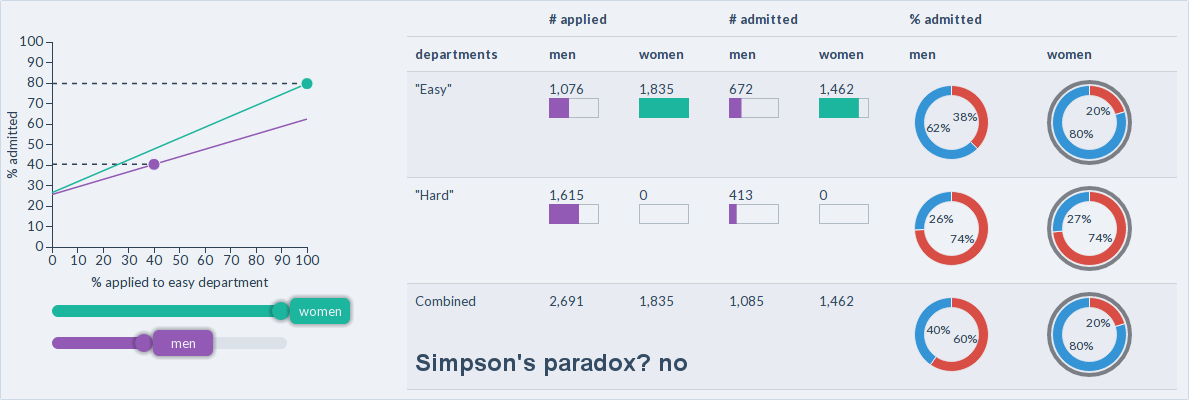 100
90
80
70
60
50
40
30
20
10
0
% admitted
0 10 20 30 40 50 60 70 80 90 100
% applied to easy department
women
men
# applied # admitted % admitted
departments men women men women men women
"Easy" 1,076 1,835 672 1,462 62% 38% 80% 20%
"Hard" 1,615 0 413 0 26% 74% 27% 74%
Combined 2,691 1,835 1,085 1,462 40% 60% 80% 20%
Simpson's paradox? no